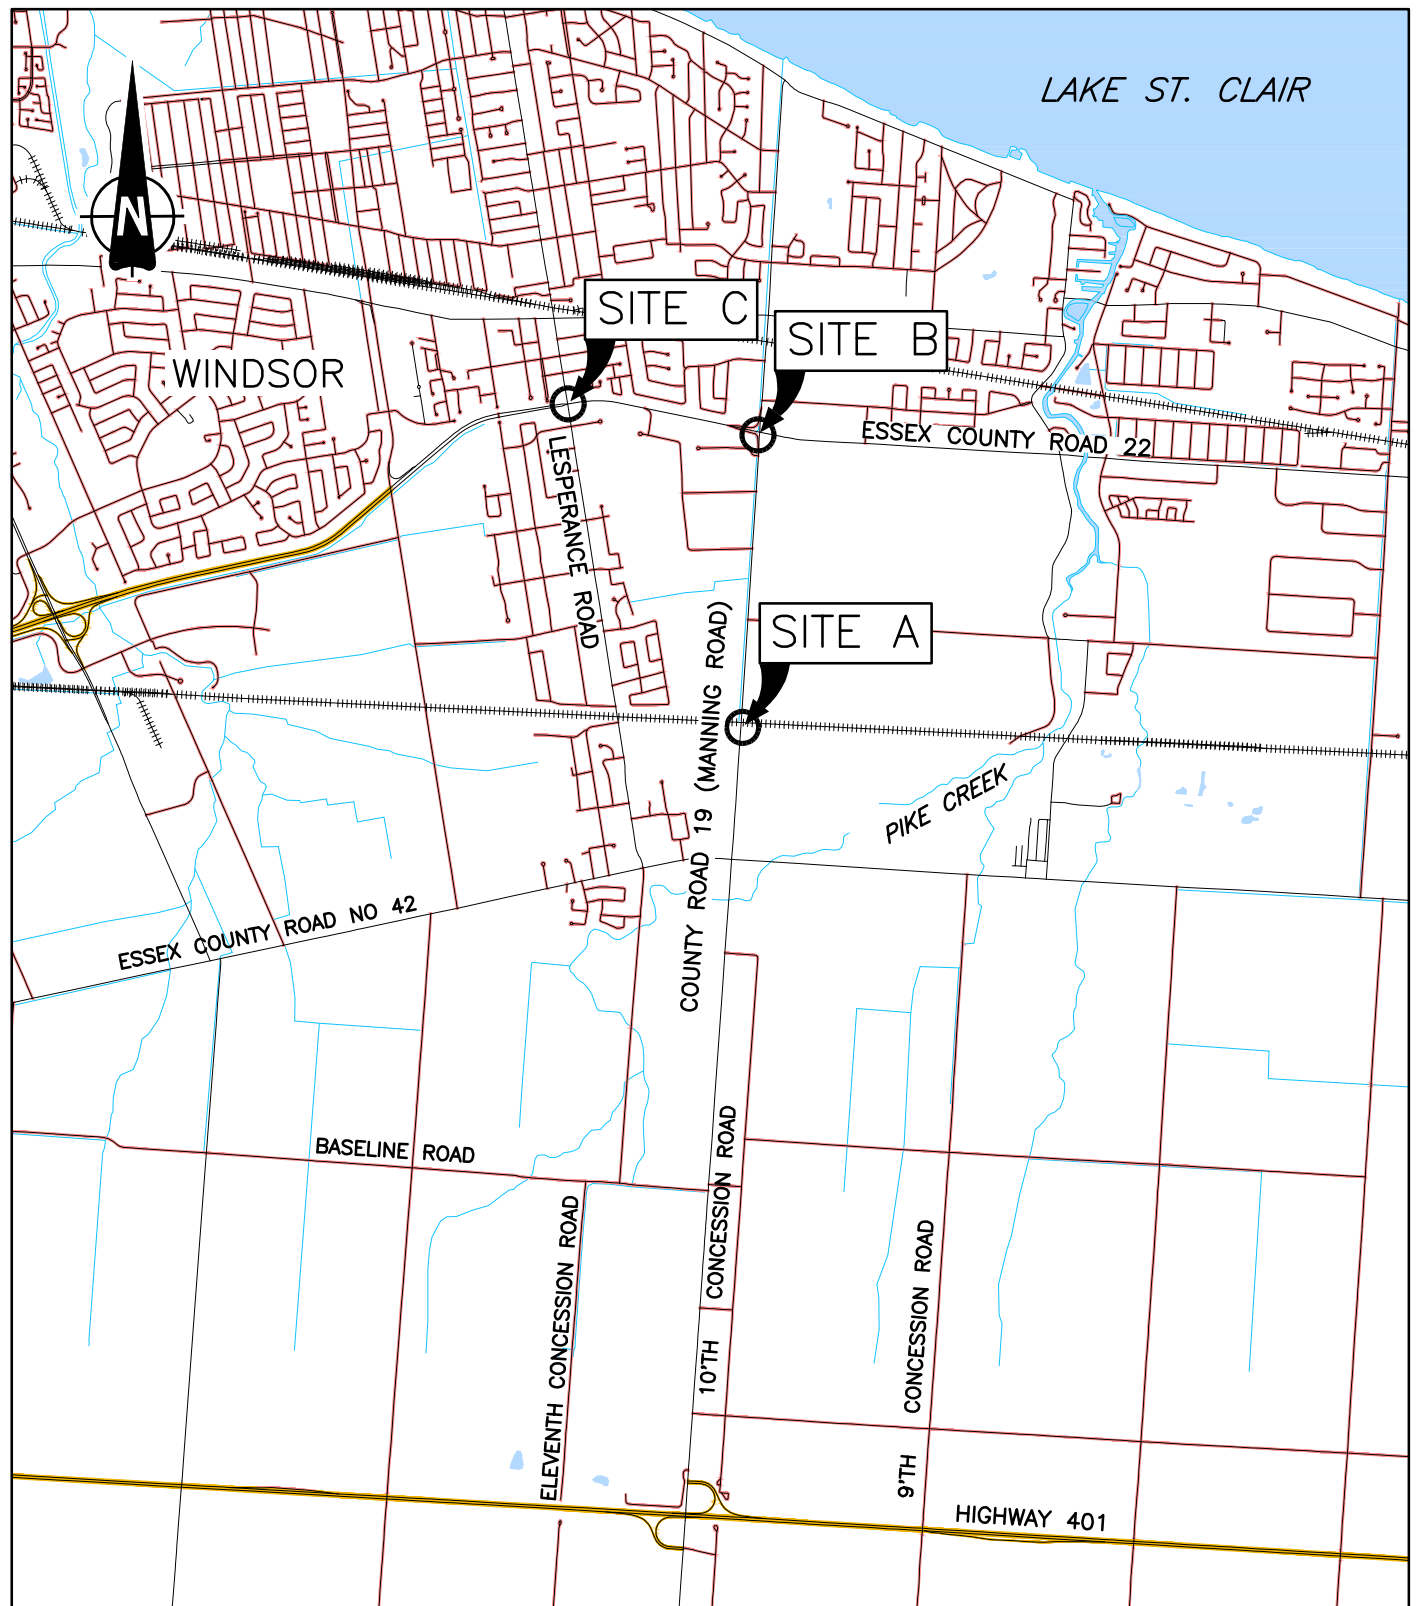 LAKE ST. CLAIR
N
SITE C
SITE B
WINDSOR
ESSEX COUNTY ROAD 22
LESPERANCE ROAD
SITE A
COUNTY ROAD 19 (MANNING ROAD)
PIKE CREEK
ESSEX COUNTY ROAD NO 42
BASELINE ROAD
ELEVENTH CONCESSION ROAD
10'TH CONCESSION ROAD
9'TH CONCESSION ROAD
HIGHWAY 401